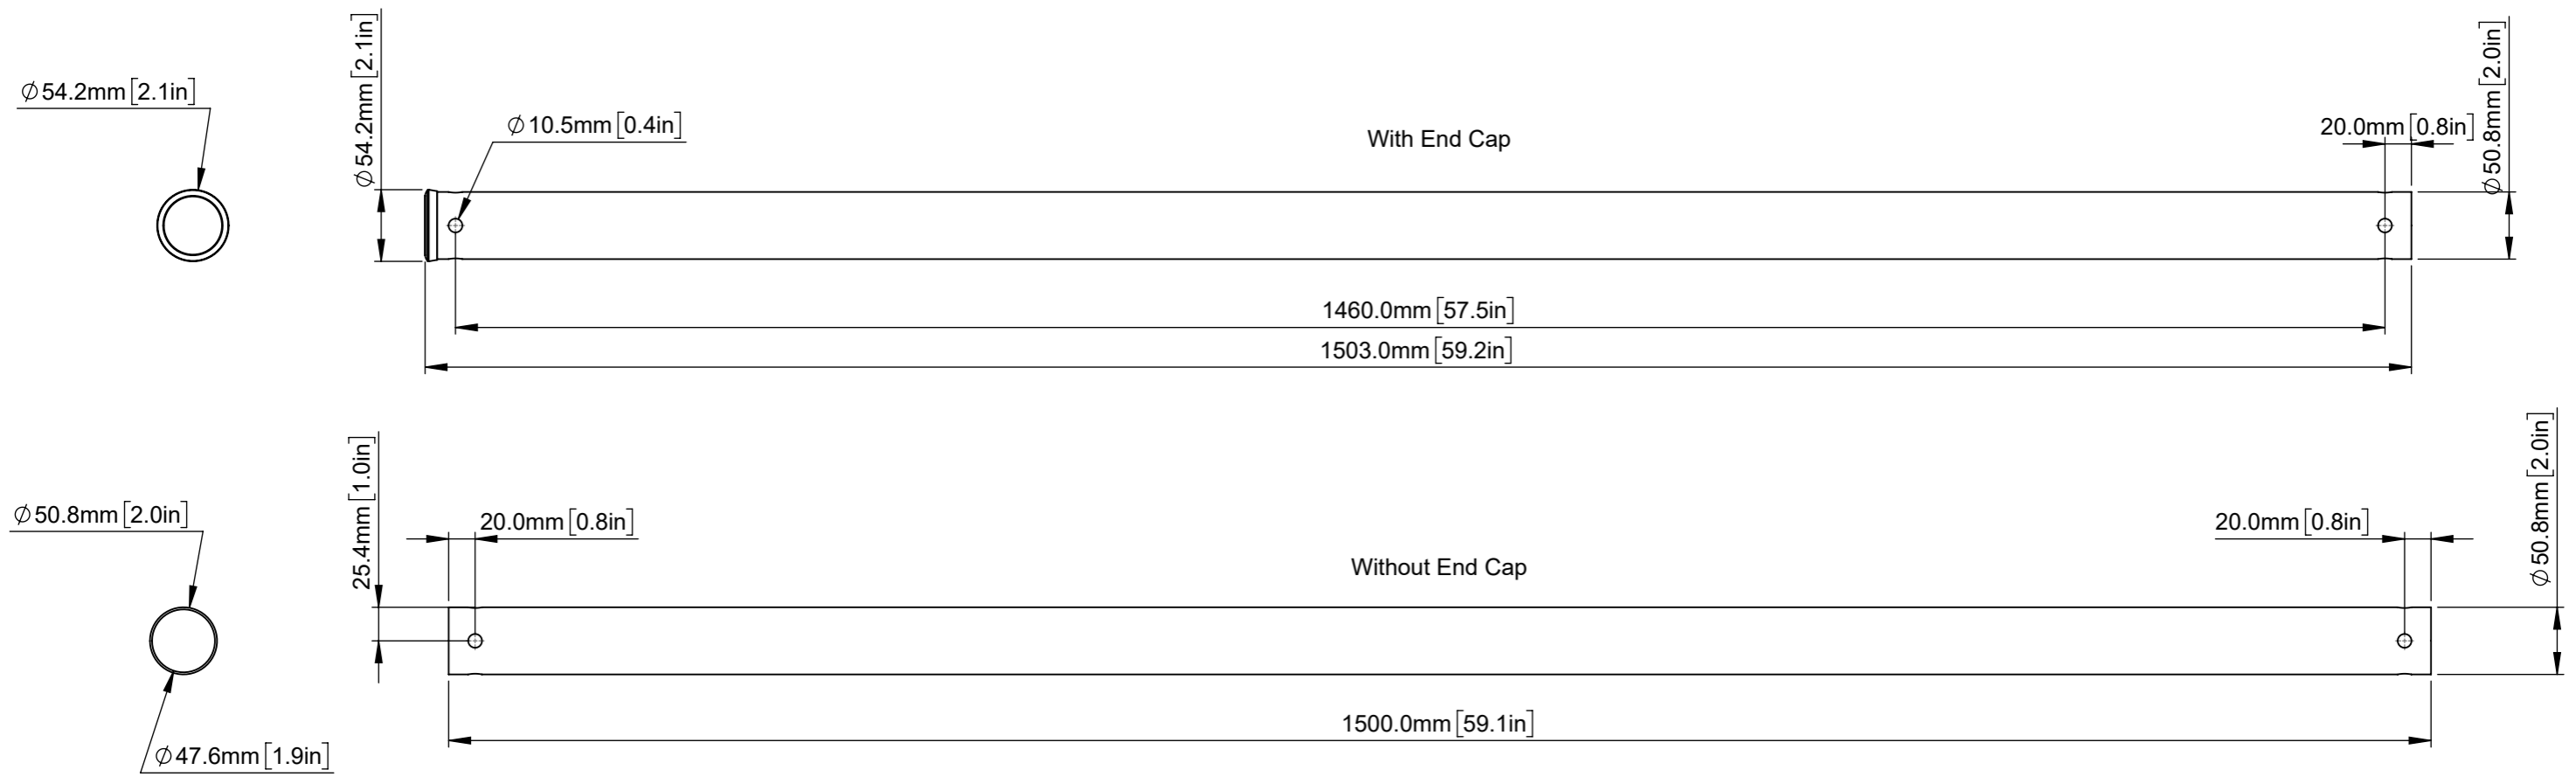 ⌀54.2mm[2.1in]
⌀54.2mm[2.1in]
⌀10.5mm[0.4in]
With End Cap
20.0mm[0.8in]
⌀50.8mm[2.0in]
1460.0mm[57.5in]
1503.0mm[59.2in]
⌀50.8mm[2.0in]
25.4mm[1.0in]
20.0mm[0.8in]
Without End Cap
20.0mm[0.8in]
⌀50.8mm[2.0in]
1500.0mm[59.1in]
⌀47.6mm[1.9in]